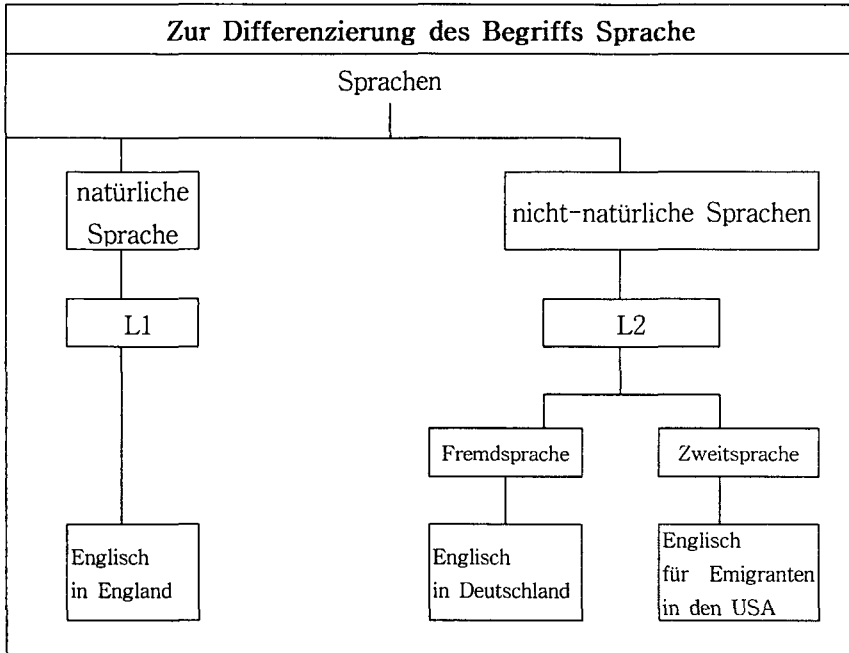 Zur Differenzierung des Begriffs Sprache
Sprachen
natürliche
Sprache
nicht-natürliche Sprachen
L1
L2
Fremdsprache
Zweitsprache
Englisch
in England
Englisch
in Deutschland
Englisch
für Emigranten
in den USA